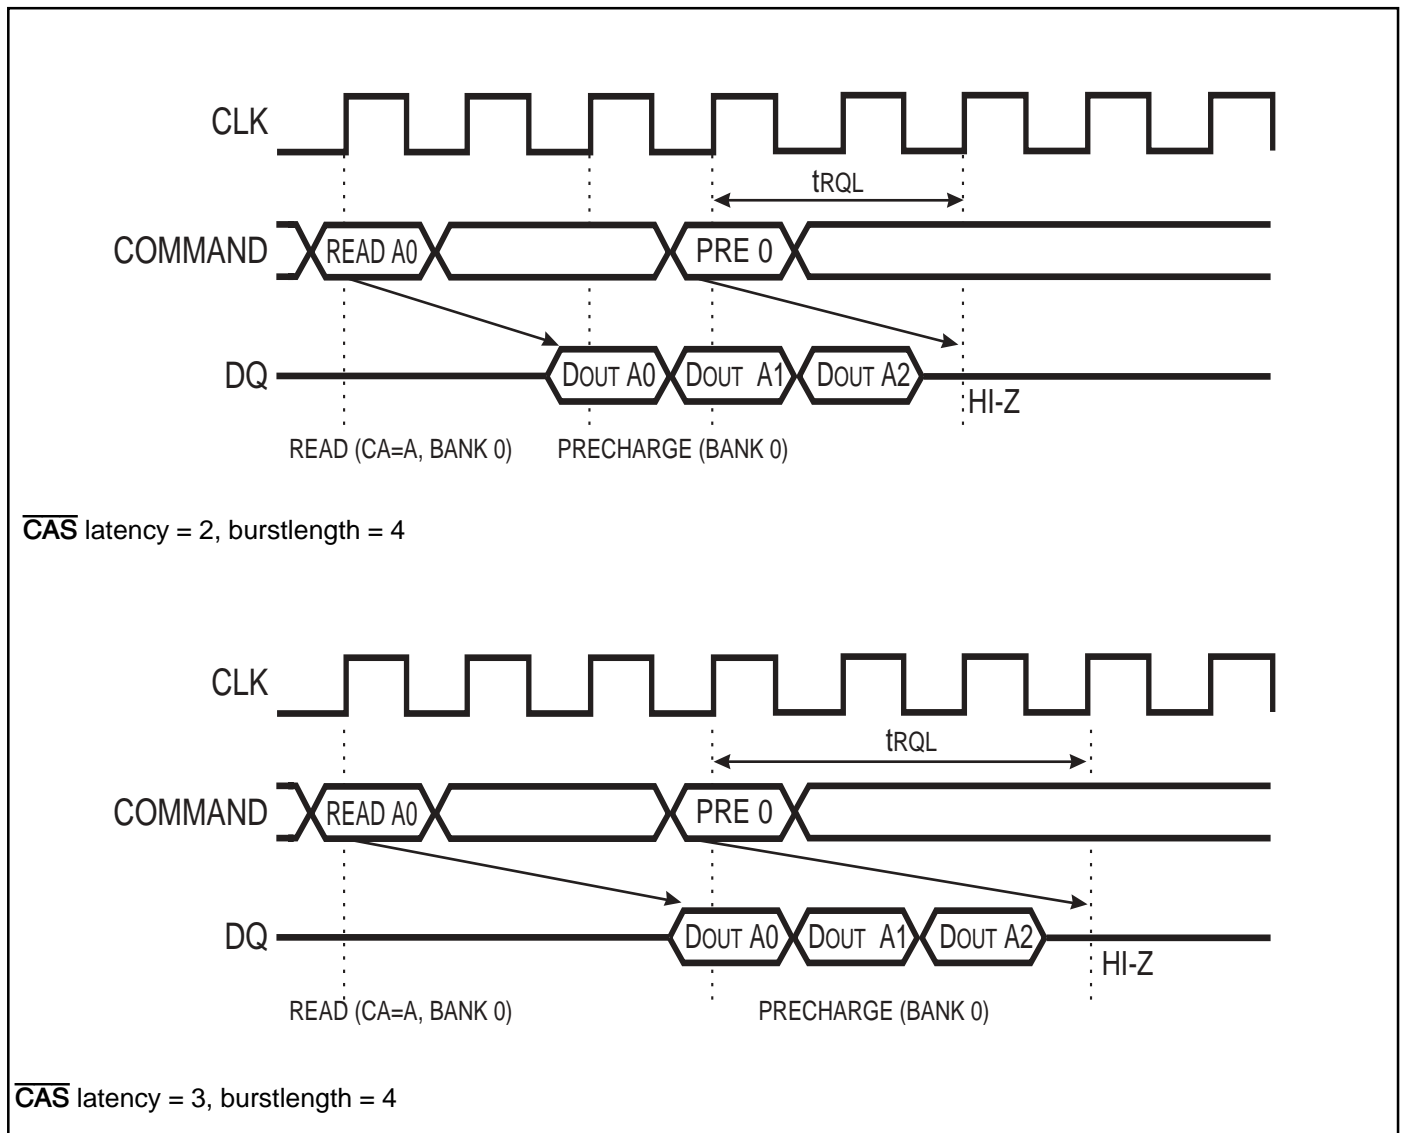 CLK
tRQL
COMMAND READ A0 PRE 0
DQ DOUT A0 DOUT A1 DOUT A2
HI-Z
READ (CA=A, BANK 0) PRECHARGE (BANK 0)
CAS latency = 2, burstlength = 4
CLK
tRQL
COMMAND READ A0 PRE 0
DQ DOUT A0 DOUT A1 DOUT A2
HI-Z
READ (CA=A, BANK 0) PRECHARGE (BANK 0)
CAS latency = 3, burstlength = 4